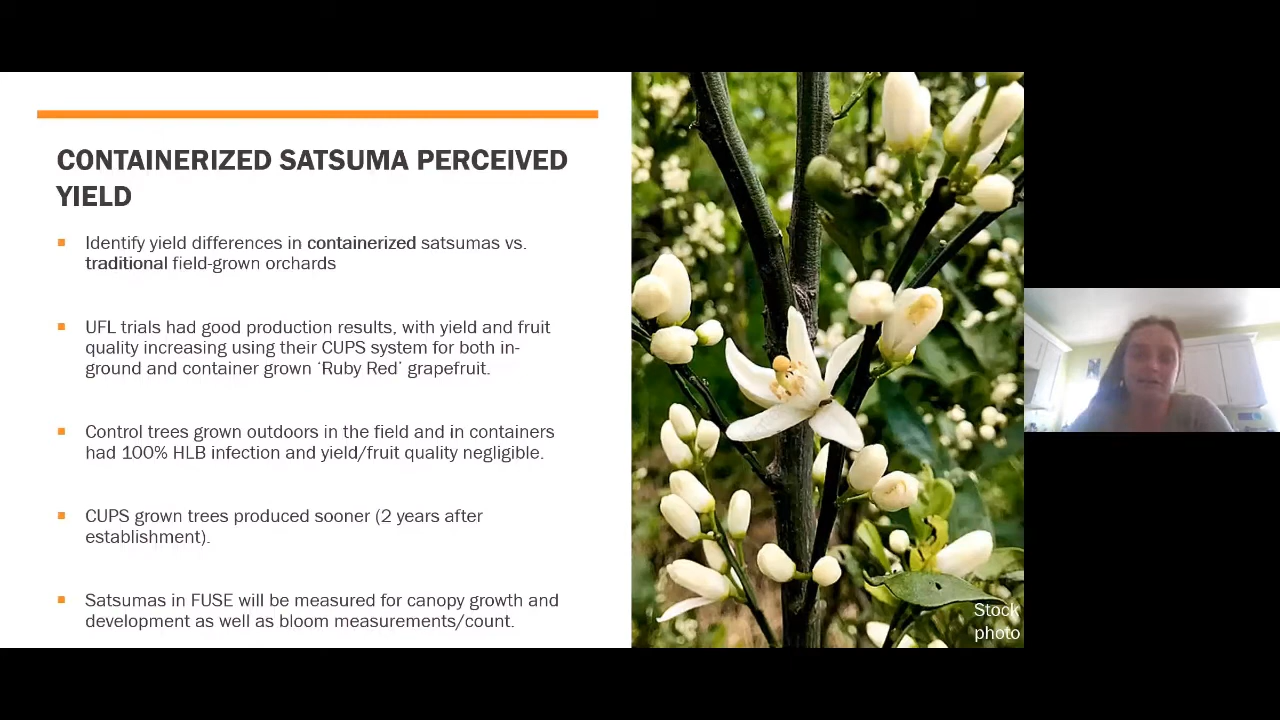 CONTAINERIZED SATSUMA PERCEIVED
YIELD
Identify yield differences in containerized satsumas vs.
traditional field-grown orchards
UFL trials had good production results, with yield and fruit
quality increasing using their CUPS system for both in-
ground and container grown 'Ruby Red' grapefruit.
Control trees grown outdoors in the field and in containers
had 100% HLB infection and yield/fruit quality negligible.
CUPS grown trees produced sooner (2 years after
establishment).
Satsumas in FUSE will be measured for canopy growth and
development as well as bloom measurements/count.
Stock
photo